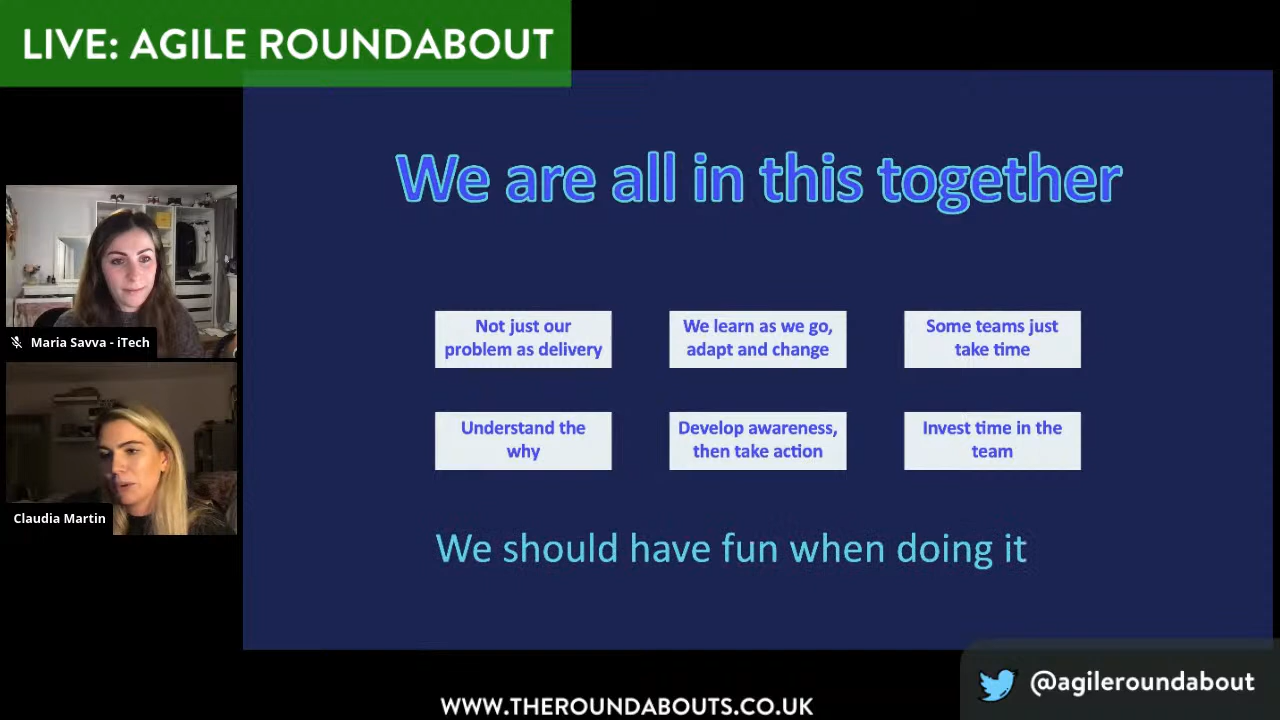 LIVE: AGILE ROUNDABOUT
We are all in this together
Not just our
problem as delivery
We learn as we go,
adapt and change
Some teams just
take time
Understand the
why
Develop awareness,
then take action
Invest time in the
team
We should have fun when doing it
Maria Savva - iTech
Claudia Martin
@agileroundabout
WWW.THEROUNDABOUTS.CO.UK